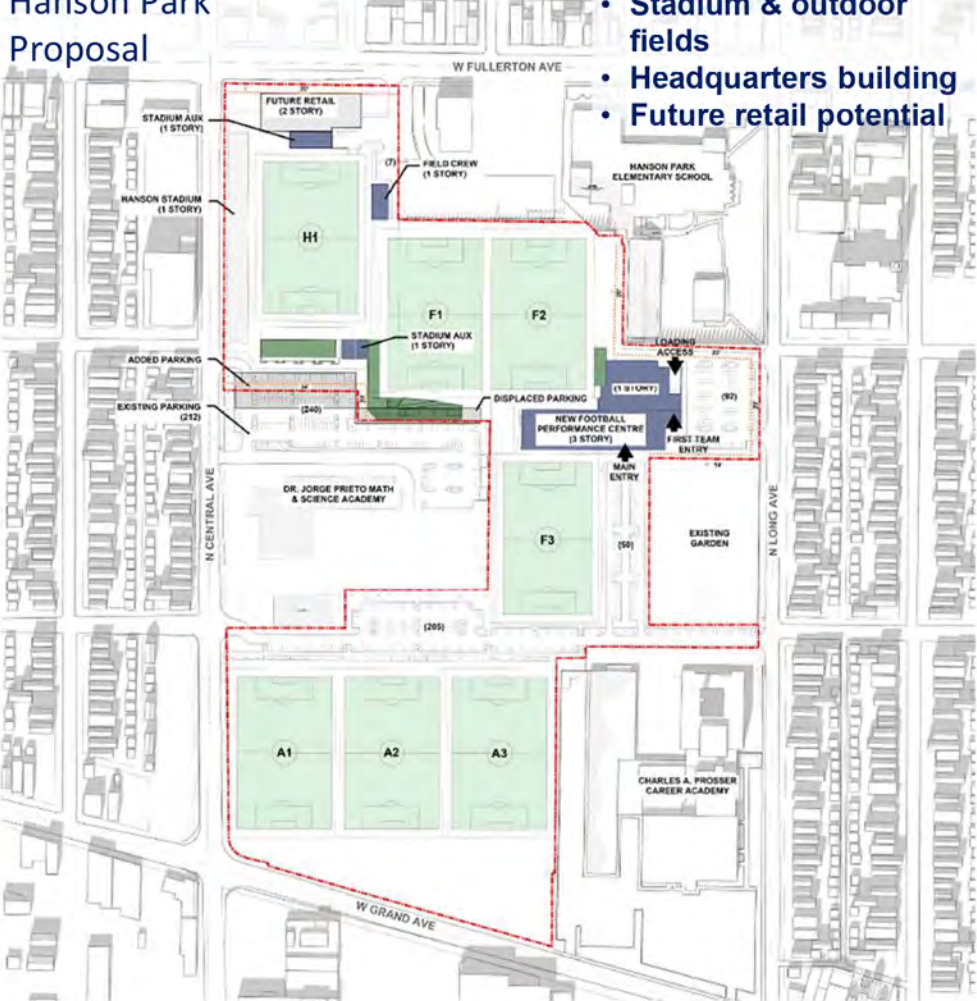 Hanson Park
Proposal
• Stadium & outdoor
fields
• Headquarters building
• Future retail potential
W FULLERTON AVE
FUTURE RETAIL
(2 STORY)
STADIUM AUX
(1 STORY)
FIELD CREW
(1 STORY)
(7)
HANSON PARK
ELEMENTARY SCHOOL
HANSON STADIUM
(1 STORY)
H1
F1
F2
STADIUM AUX
(1 STORY)
LOADING
ACCESS
ADDED PARKING
(1 STORY)
(92)
DISPLACED PARKING
EXISTING PARKING
(212)
(240)
NEW FOOTBALL
PERFORMANCE CENTRE
(3 STORY)
FIRST TEAM
ENTRY
MAIN
ENTRY
DR. JORGE PRIETO MATH
& SCIENCE ACADEMY
N CENTRAL AVE
N LONG AVE
F3
(50)
EXISTING
GARDEN
(205)
A1
A2
A3
CHARLES A. PROSSER
CAREER ACADEMY
W GRAND AVE